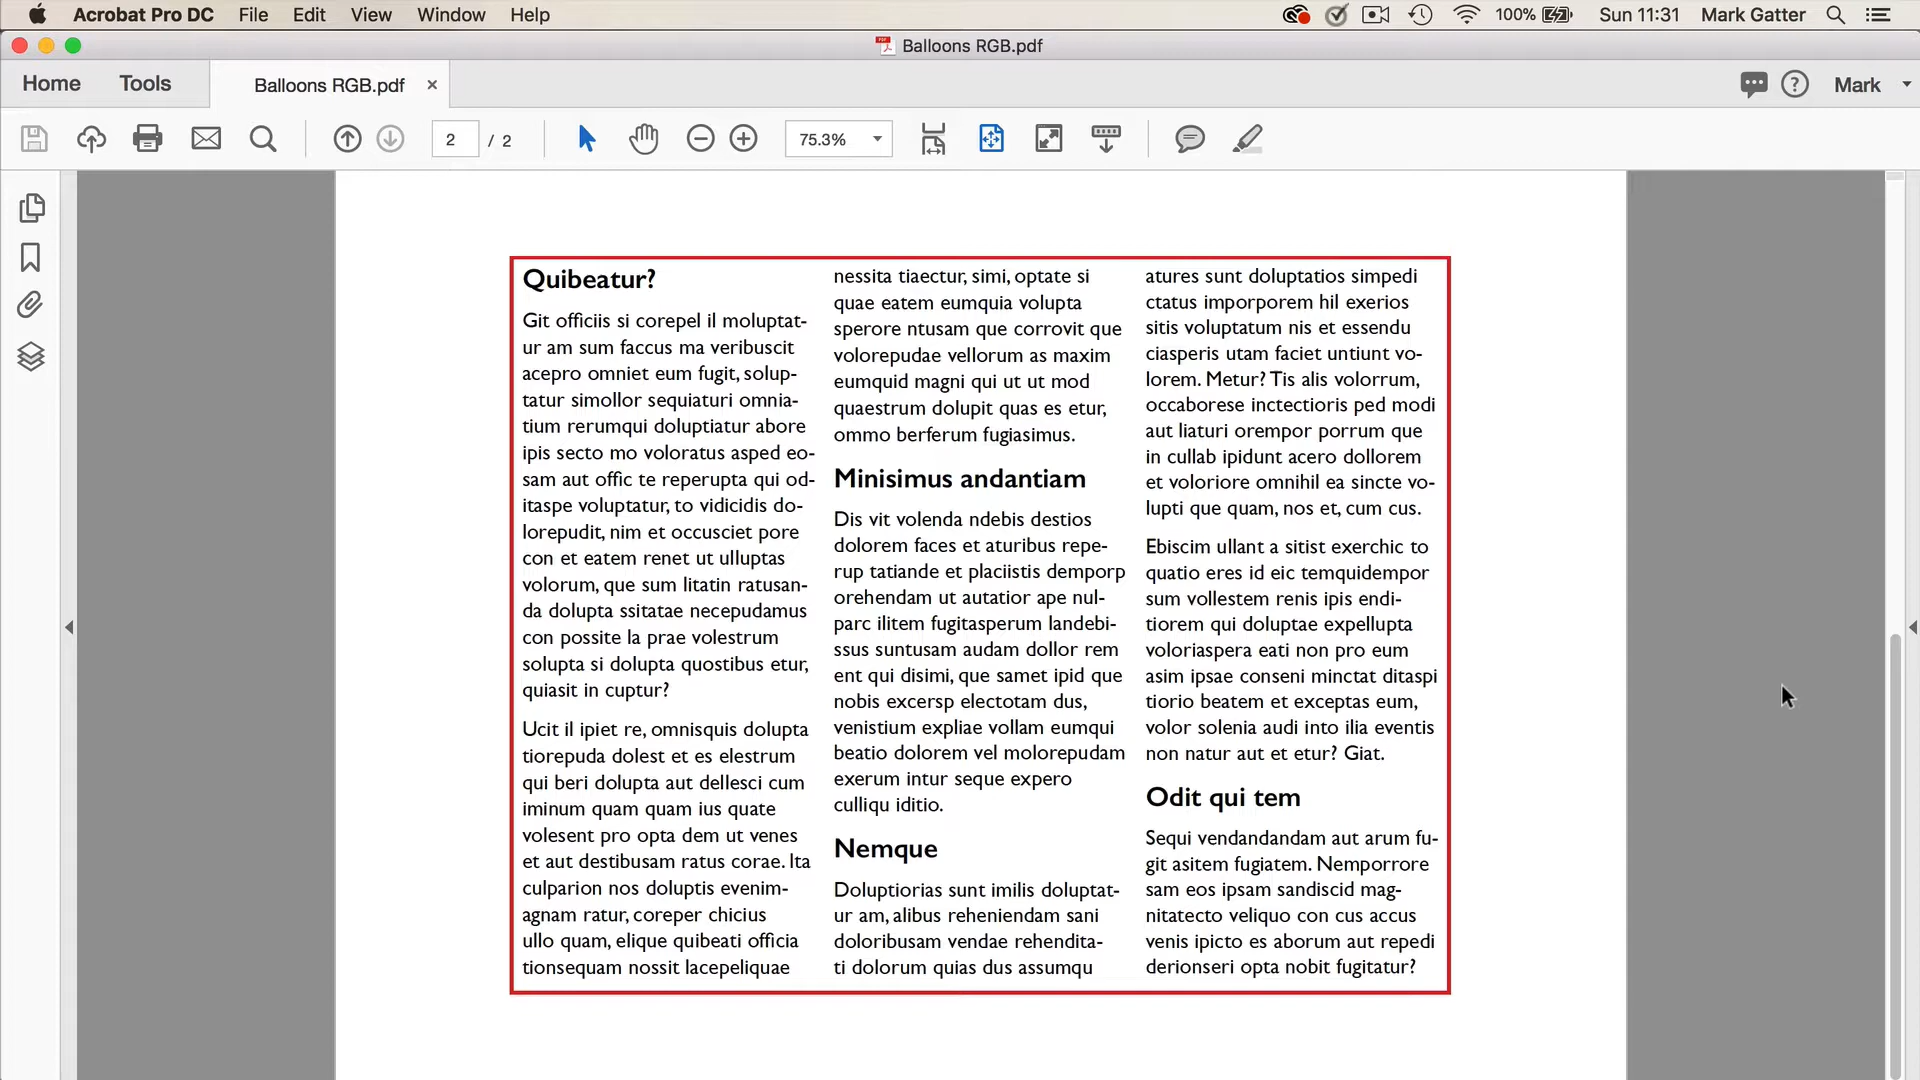 Acrobat Pro DC File Edit View Window Help 100% Sun 11:31 Mark Gatter
Balloons RGB.pdf
Home Tools Balloons RGB.pdf × Mark
2 / 2 75.3%
Quibeatur?
Git officiis si corepel il moluptat-
ur am sum faccus ma veribuscit
acepro omniet eum fugit, solup-
tatur simollor sequiaturi omnia-
tium rerumqui doluptiatur abore
ipis secto mo voloratus asped eo-
sam aut offic te reperupta qui od-
itaspe voluptatur, to vidicidis do-
lorepudit, nim et occusciet pore
con et eatem renet ut ulluptas
volorum, que sum litatin ratusan-
da dolupta ssitatae necepudamus
con possite la prae volestrum
solupta si dolupta quostibus etur,
quiasit in cuptur?
Ucit il ipiet re, omnisquis dolupta
tiorepuda dolest et es elestrum
qui beri dolupta aut dellesci cum
iminum quam quam ius quate
volesent pro opta dem ut venes
et aut destibusam ratus corae. Ita
culparion nos doluptis evenim-
agnam ratur, coreper chicius
ullo quam, elique quibeati officia
tionsequam nossit lacepeliquae
nessita tiaectur, simi, optate si
quae eatem eumquia volupta
sperore ntusam que corrovit que
volorepudae vellorum as maxim
eumquid magni qui ut ut mod
quaestrum dolupit quas es etur,
ommo berferum fugiasimus.
Minisimus andantiam
Dis vit volenda ndebis destios
dolorem faces et aturibus repe-
rup tatiande et placiistis demporp
orehendam ut autatior ape nul-
parc ilitem fugitasperum landebi-
ssus suntusam audam dollor rem
ent qui disimi, que samet ipid que
nobis excersp electotam dus,
venistium expliae vollam eumqui
beatio dolorem vel molorepudam
exerum intur seque expero
culliqu iditio.
Nemque
Doluptiorias sunt imilis doluptat-
ur am, alibus reheniendam sani
doloribusam vendae rehendita-
ti dolorum quias dus assumqu
atures sunt doluptatios simpedi
ctatus imporporem hil exerios
sitis voluptatum nis et essendu
ciasperis utam faciet untiunt vo-
lorem. Metur? Tis alis volorrum,
occaborese inctectioris ped modi
aut liaturi orempor porrum que
in cullab ipidunt acero dollorem
et voloriore omnihil ea sincte vo-
lupti que quam, nos et, cum cus.
Ebiscim ullant a sitist exerchic to
quatio eres id eic temquidempor
sum vollestem renis ipis endi-
tiorem qui doluptae expellupta
voloriaspera eati non pro eum
asim ipsae conseni minctat ditaspi
tiorio beatem et exceptas eum,
volor solenia audi into ilia eventis
non natur aut et etur? Giat.
Odit qui tem
Sequi vendandandam aut arum fu-
git asitem fugiatem. Nemporrore
sam eos ipsam sandiscid mag-
nitatecto veliquo con cus accus
venis ipicto es aborum aut repedi
derionseri opta nobit fugitatur?